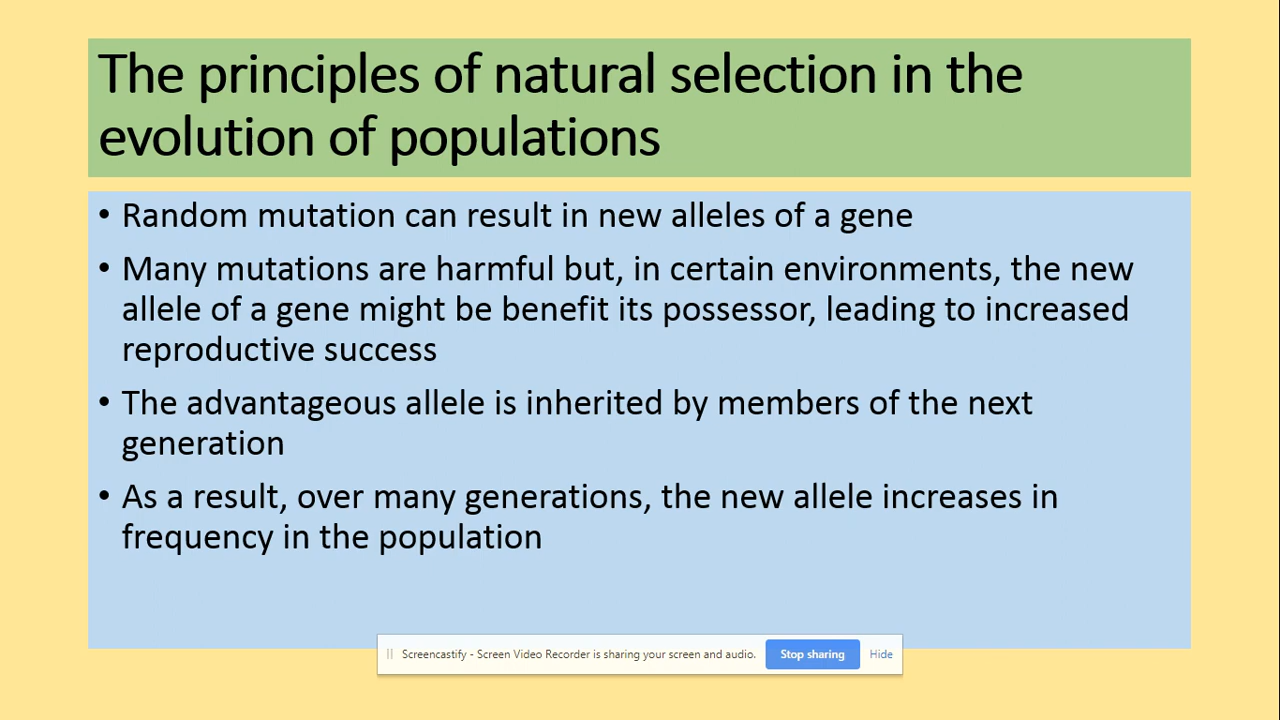 The principles of natural selection in the
evolution of populations
• Random mutation can result in new alleles of a gene
• Many mutations are harmful but, in certain environments, the new
allele of a gene might be benefit its possessor, leading to increased
reproductive success
• The advantageous allele is inherited by members of the next
generation
• As a result, over many generations, the new allele increases in
frequency in the population
Screencastify - Screen Video Recorder is sharing your screen and audio. Stop sharing Hide